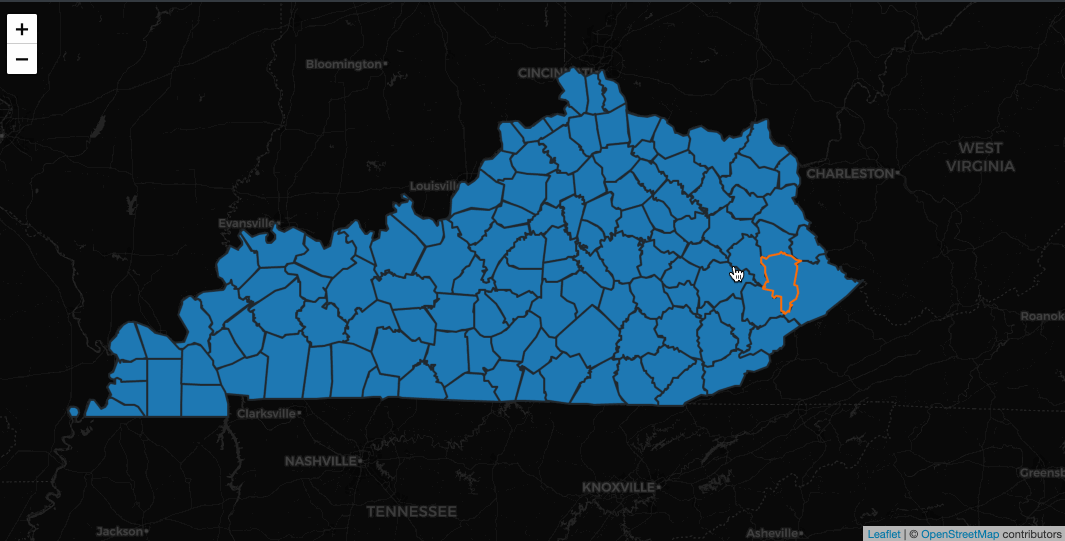 +
−
Bloomington
CINCINNATI
WEST
VIRGINIA
CHARLESTON
Louisville
Evansville
Roanok
Clarksville
NASHVILLE
Greensb
KNOXVILLE
TENNESSEE
Jackson
Asheville
Leaflet | © OpenStreetMap contributors